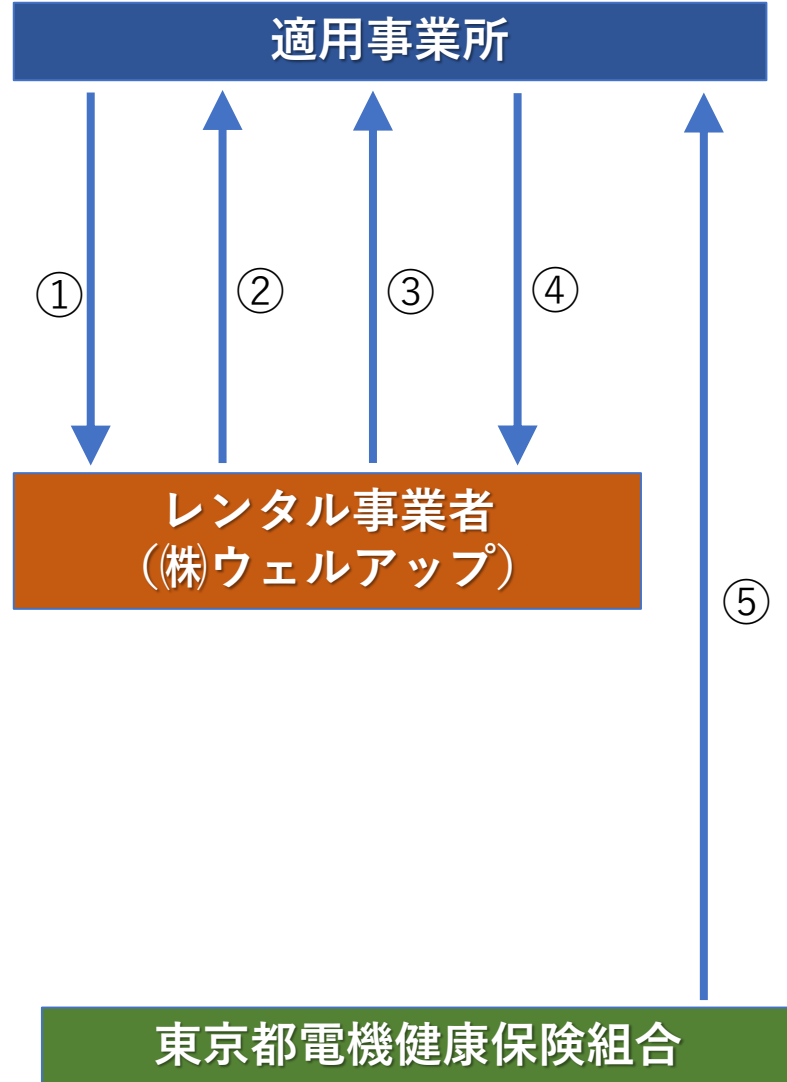 適用事業所
①
②
③
④
レンタル事業者
(㈱ウェルアップ)
⑤
東京都電機健康保険組合